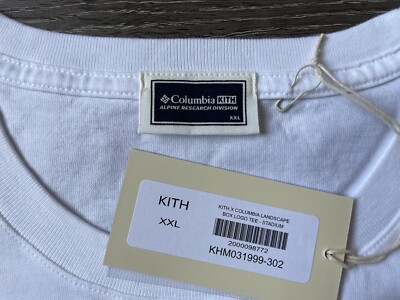 Columbia KITH
ALPINE RESEARCH DIVISION
XXL
KITH
XXL
KITH X COLUMBIA LANDSCAPE
BOX LOGO TEE - STADIUM
2000098772
KHM031999-302